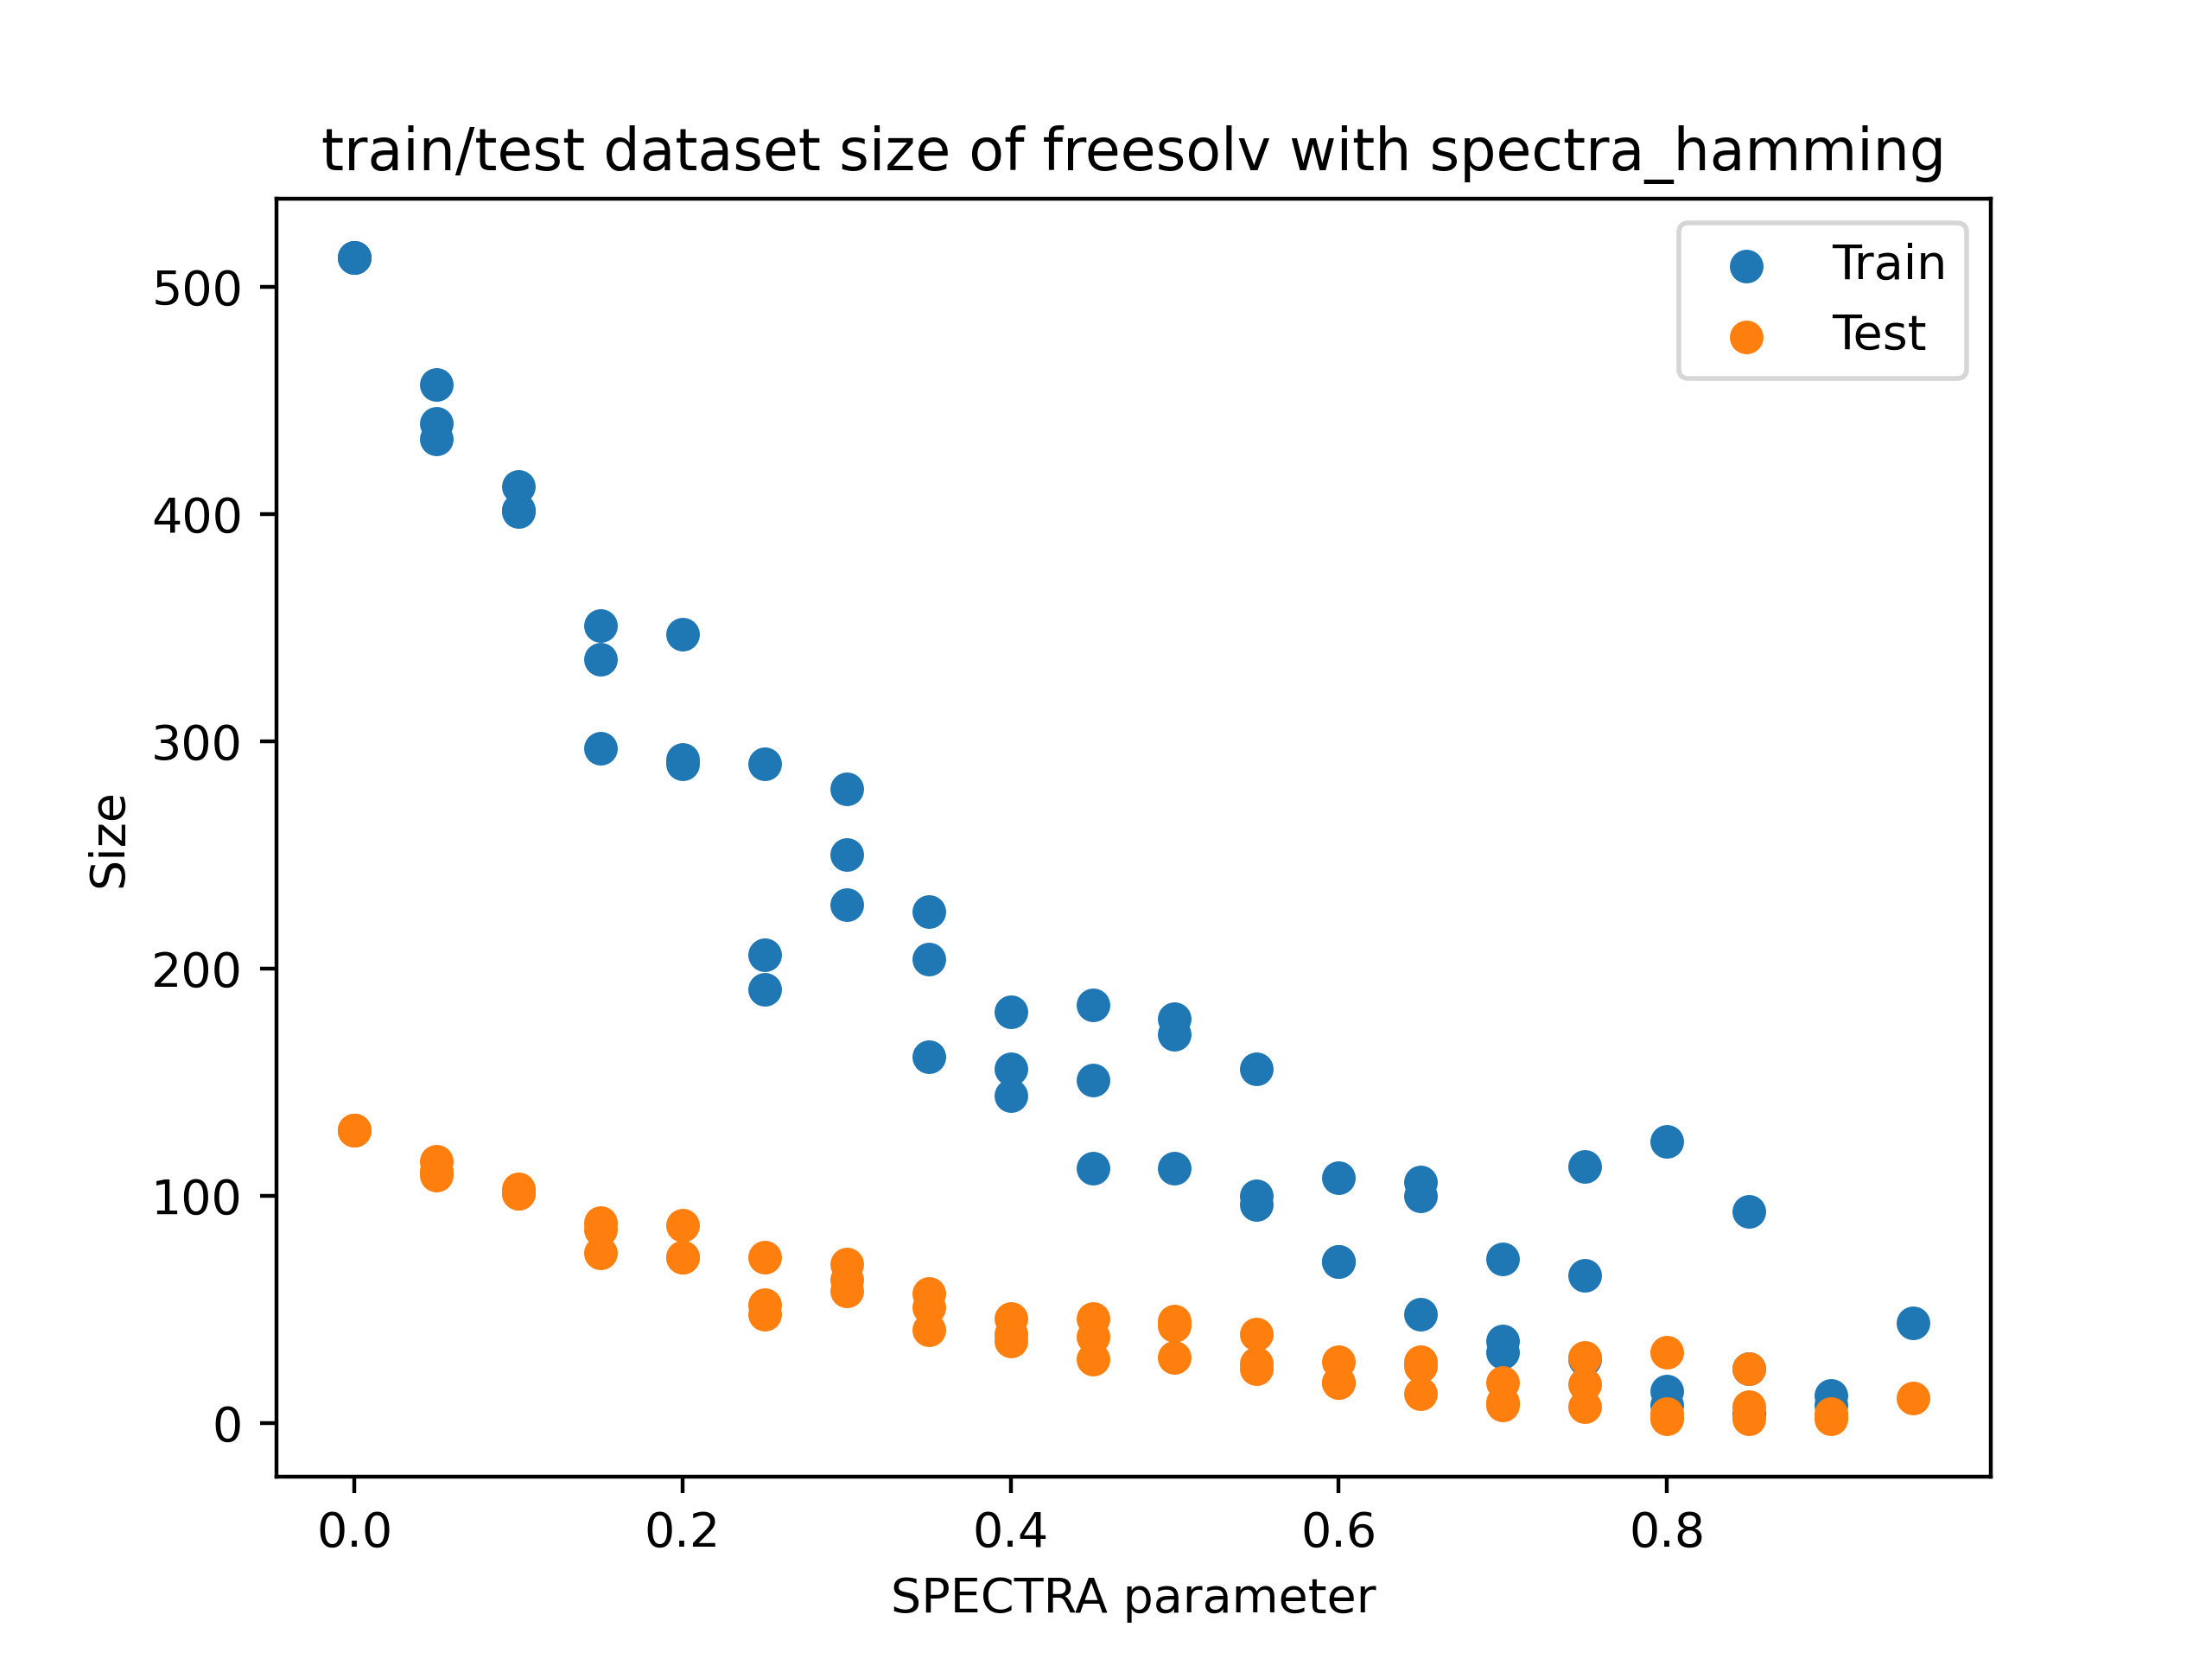 train/test dataset size of freesolv with spectra_hamming
Train
Test
500
400
300
200
100
0
Size
0.0 0.2 0.4 0.6 0.8
SPECTRA parameter